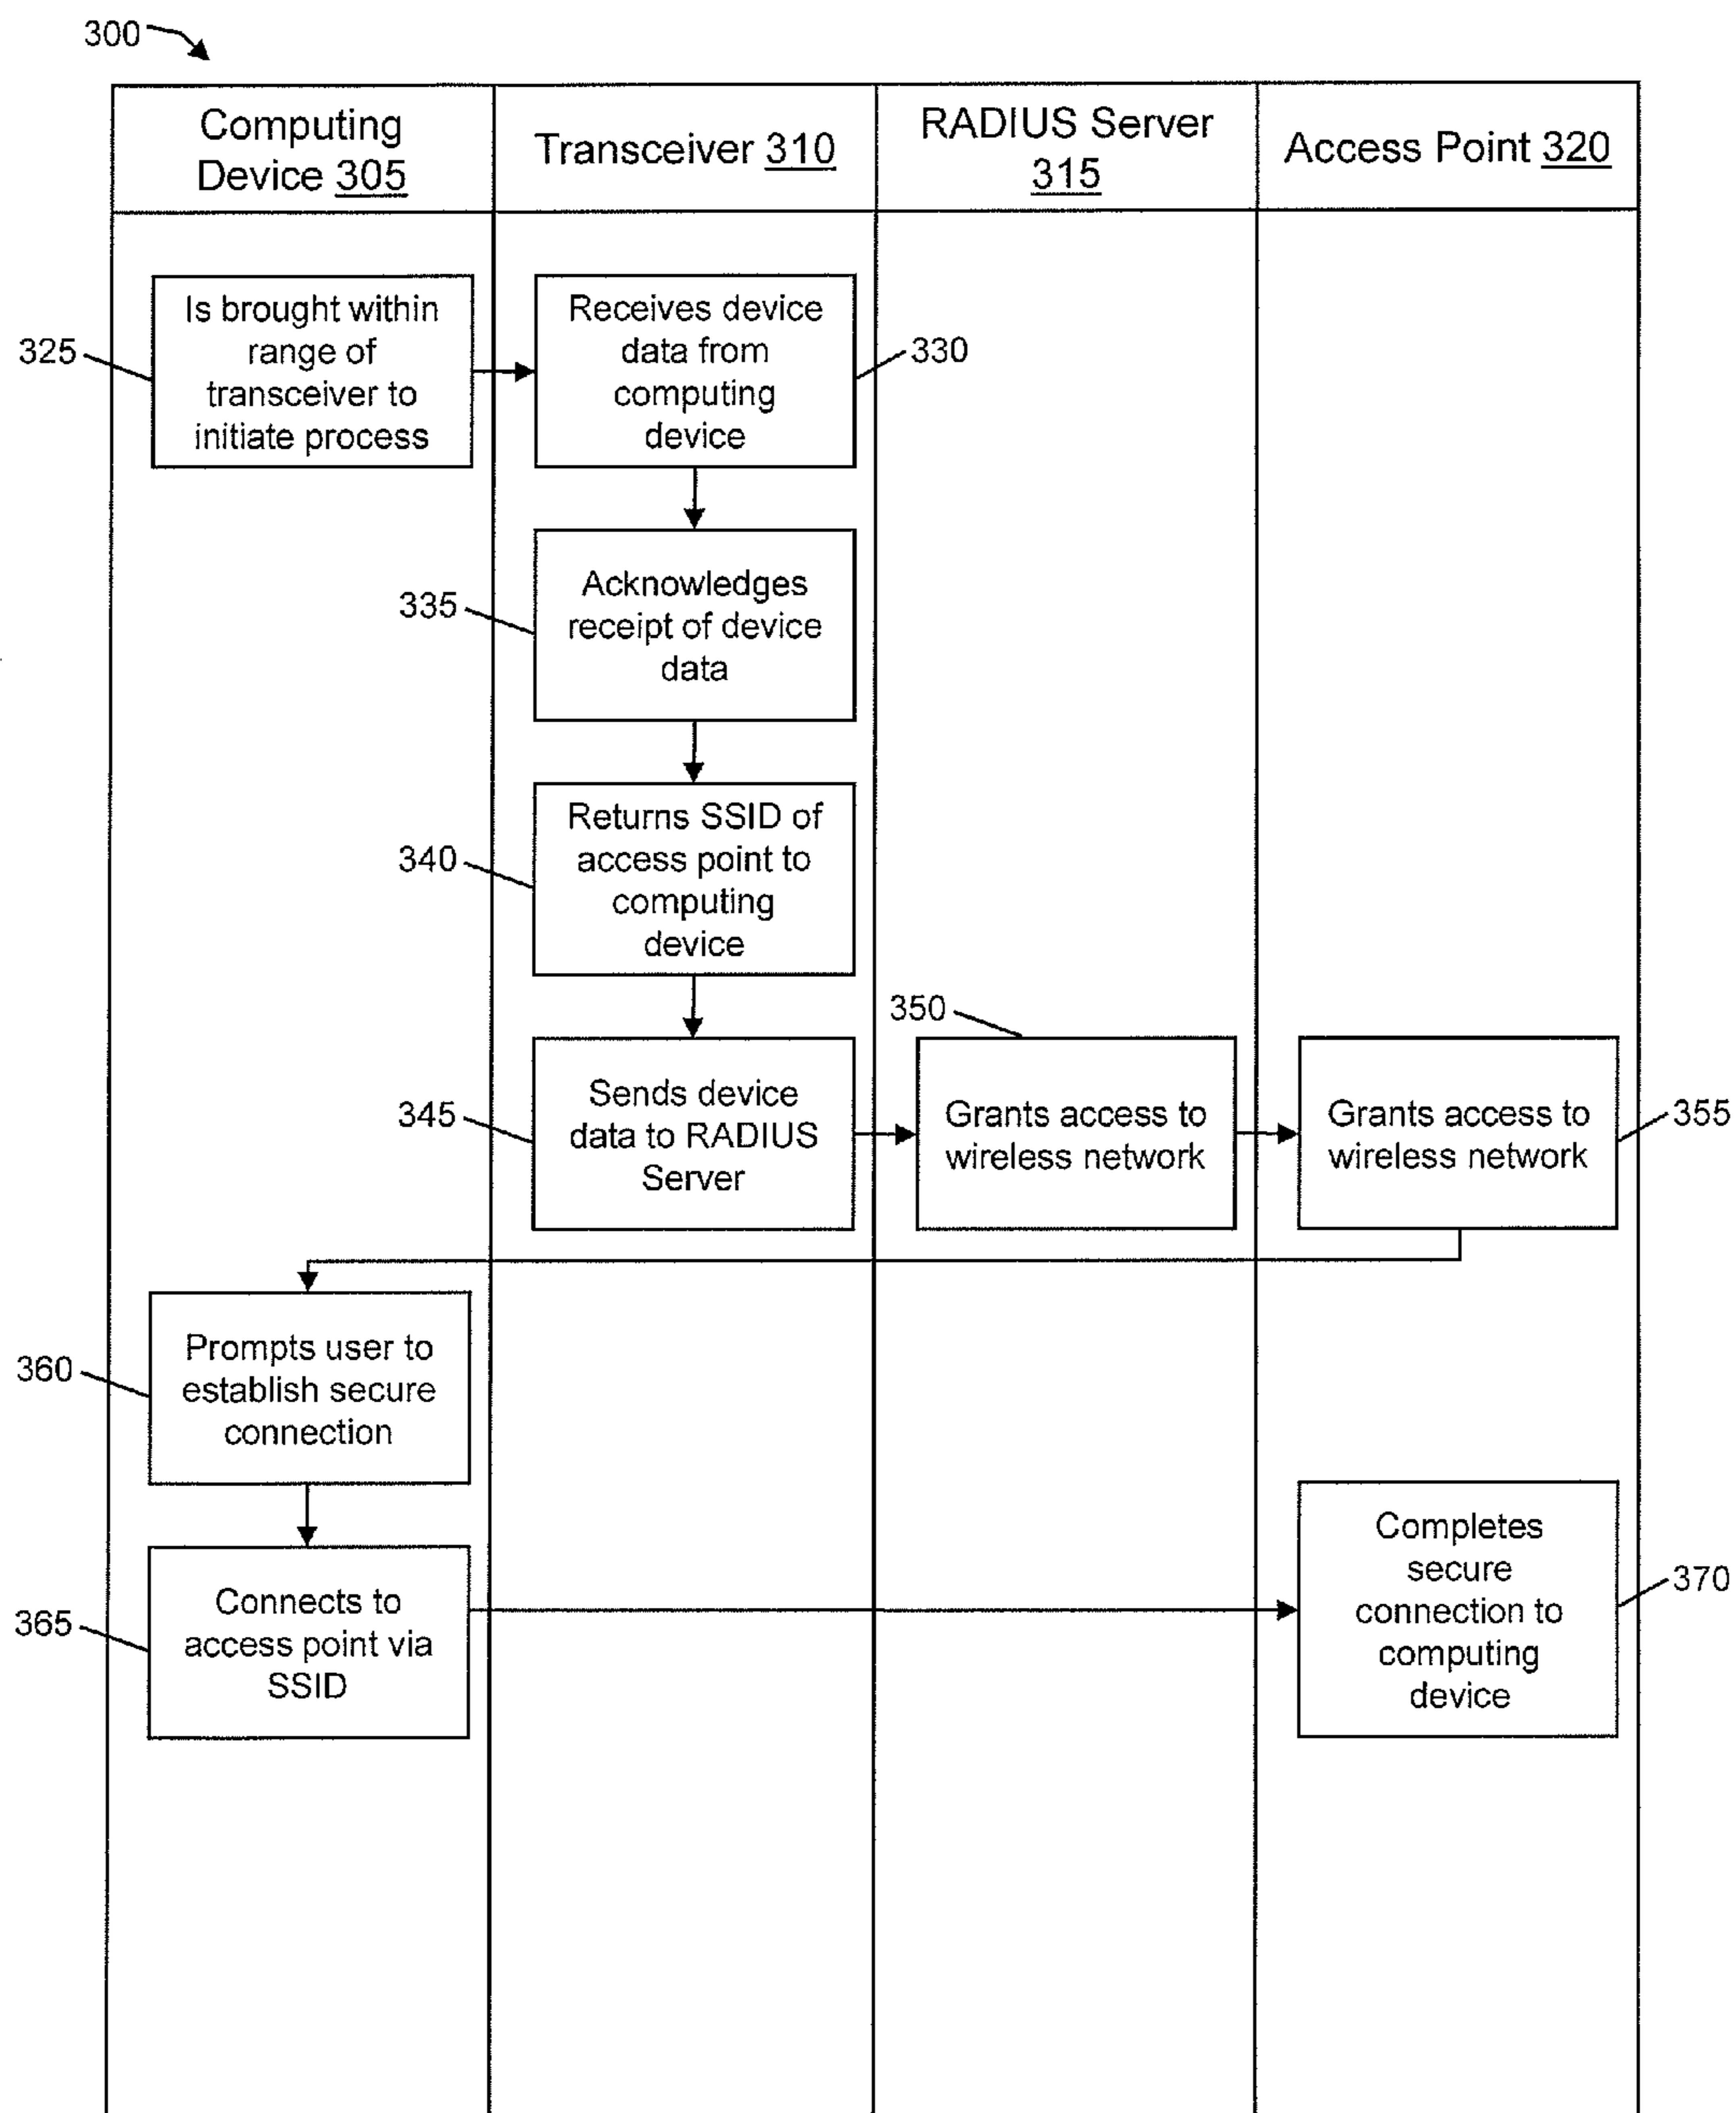 300
Computing
Device 305
Transceiver 310
RADIUS Server
315
Access Point 320
325
Is brought within
range of
transceiver to
initiate process
Receives device
data from
computing
device
330
335
Acknowledges
receipt of device
data
340
Returns SSID of
access point to
computing
device
345
Sends device
data to RADIUS
Server
350
Grants access to
wireless network
Grants access to
wireless network
355
360
Prompts user to
establish secure
connection
365
Connects to
access point via
SSID
Completes
secure
connection to
computing
device
370